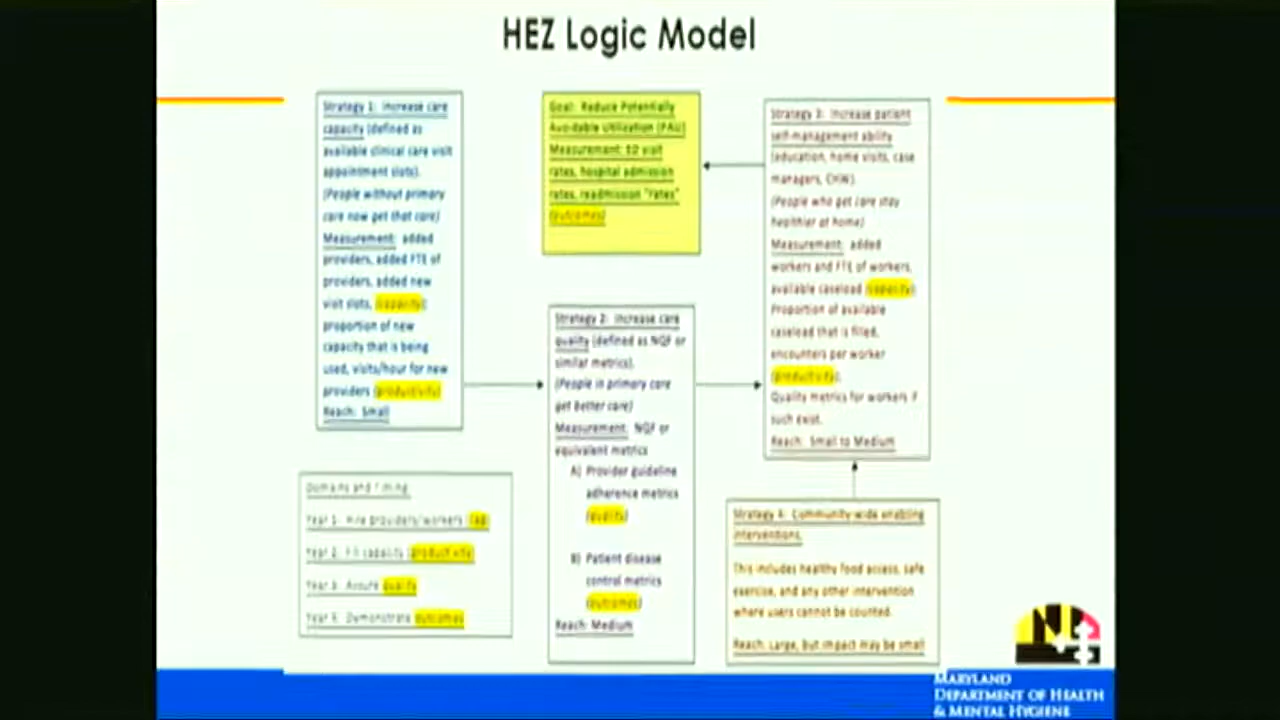 HEZ Logic Model
Strategy 1: Increase care
capacity (defined as
available clinical care visit
appointment slots).
(People without primary
care now get that care)
Measurement: added
providers, added FTE of
providers, added new
visit slots, (capacity);
proportion of new
capacity that is being
used, visits/hour for new
providers (productivity)
Reach: Small
Goal: Reduce Potentially
Avoidable Utilization (PAU)
Measurement: ED visit
rates, hospital admission
rates, readmission "rates"
(outcomes)
Strategy 2: Increase care
quality (defined as NQF or
similar metrics).
(People in primary care
get better care)
Measurement: NQF or
equivalent metrics
A) Provider guideline
adherence metrics
(quality)
B) Patient disease
control metrics
(outcomes)
Reach: Medium
Strategy 3: Increase patient
self-management ability
(education, home visits, case
managers, CHW).
(People who get care stay
healthier at home)
Measurement: added
workers and FTE of workers,
available caseload (capacity);
Proportion of available
caseload that is filled,
encounters per worker
(productivity);
Quality metrics for workers if
such exist.
Reach: Small to Medium
Domains and Timing
Year 1: Hire providers/workers (cap
Year 2: Fill capacity (productivity
Year 3: Assure quality
Year : Demonstrate outcomes
Strategy 4: Community-wide enabling
interventions.
This includes healthy food access, safe
exercise, and any other intervention
where users cannot be counted.
Reach: Large, but impact may be small
MARYLAND
DEPARTMENT OF HEALTH
& MENTAL HYGIENE